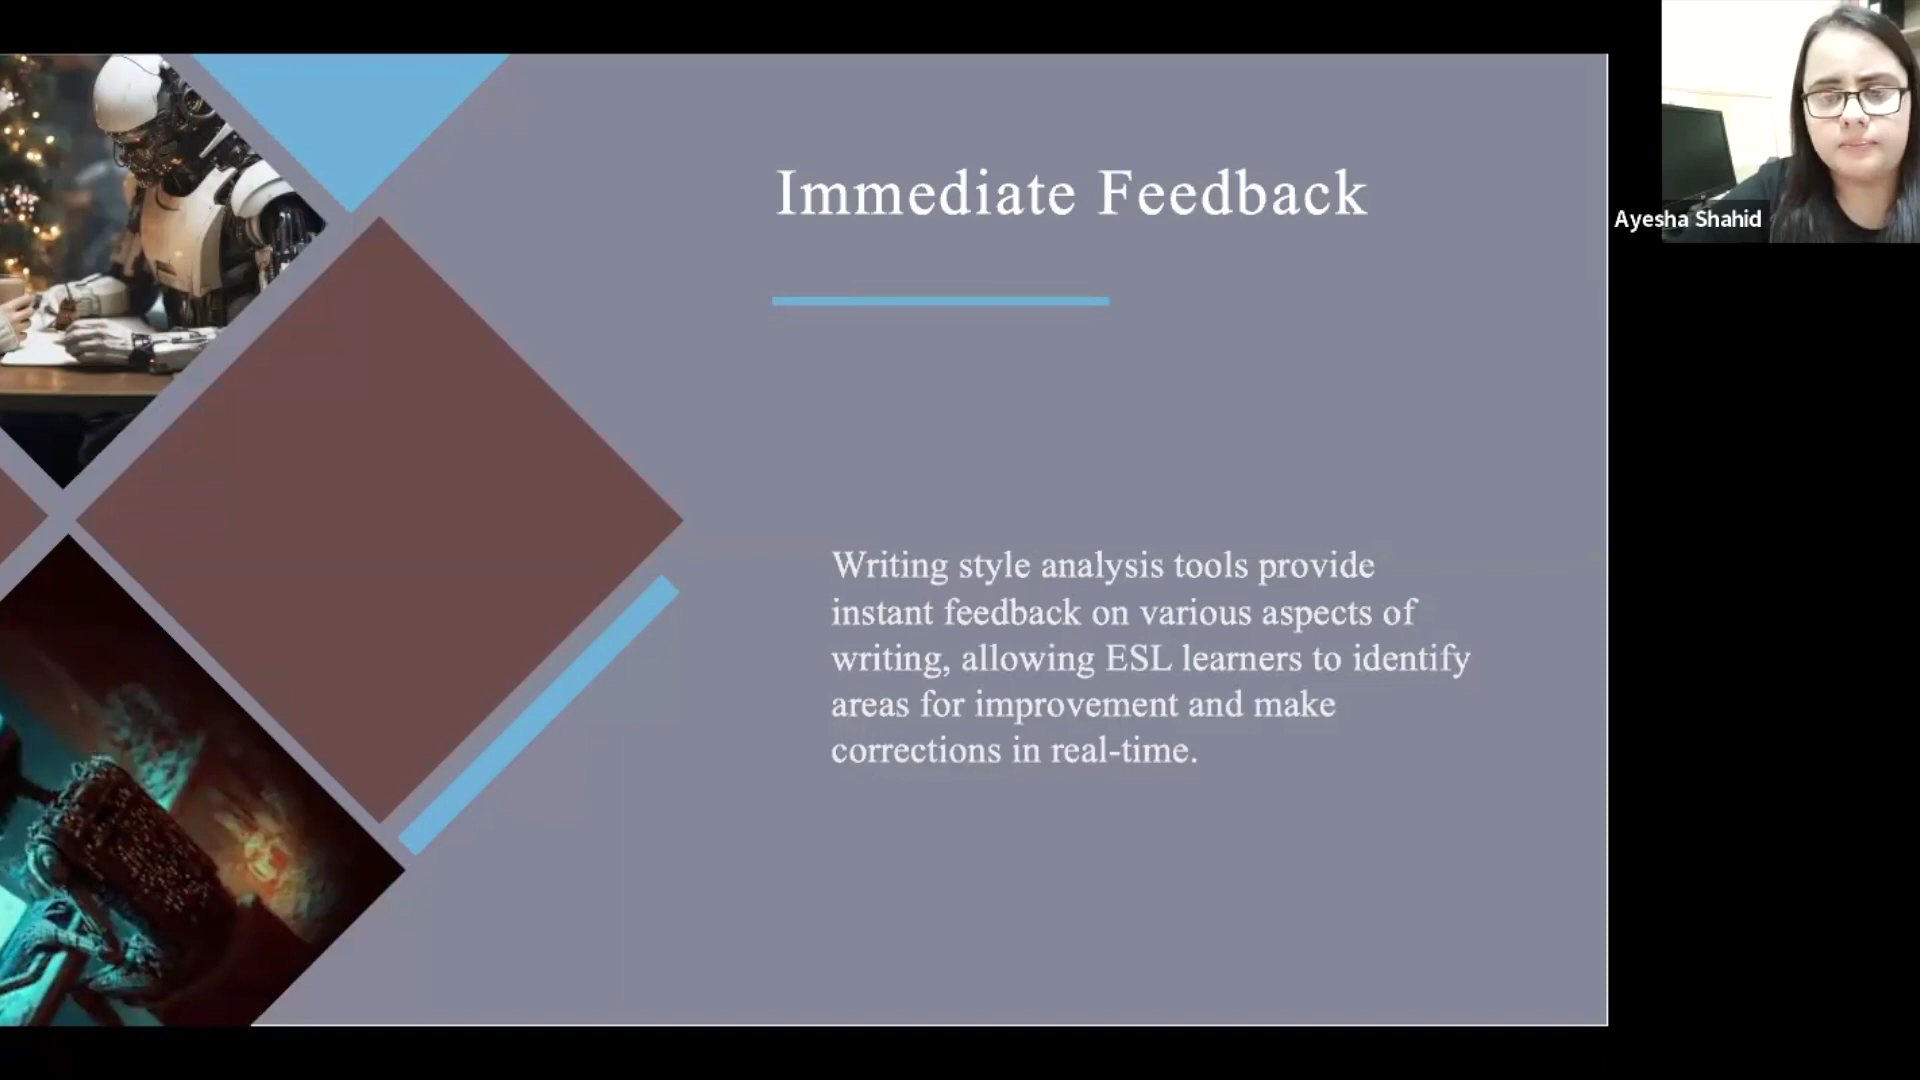 Immediate Feedback
Ayesha Shahid
Writing style analysis tools provide
instant feedback on various aspects of
writing, allowing ESL learners to identify
areas for improvement and make
corrections in real-time.